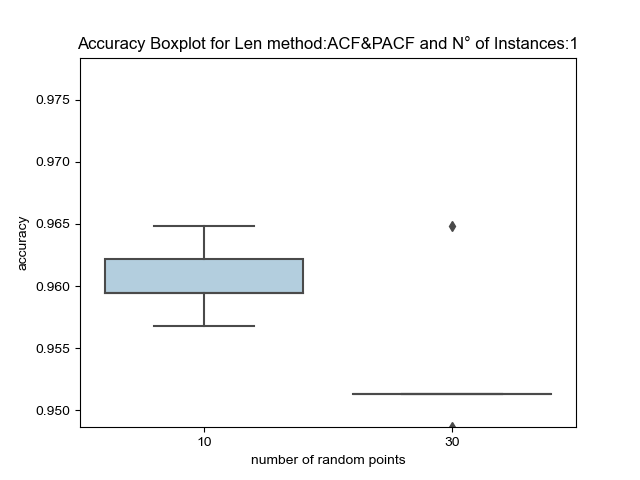 Accuracy Boxplot for Len method:ACF&PACF and N° of Instances:1
0.975
0.970
0.965
0.960
0.955
0.950
accuracy
10
30
number of random points